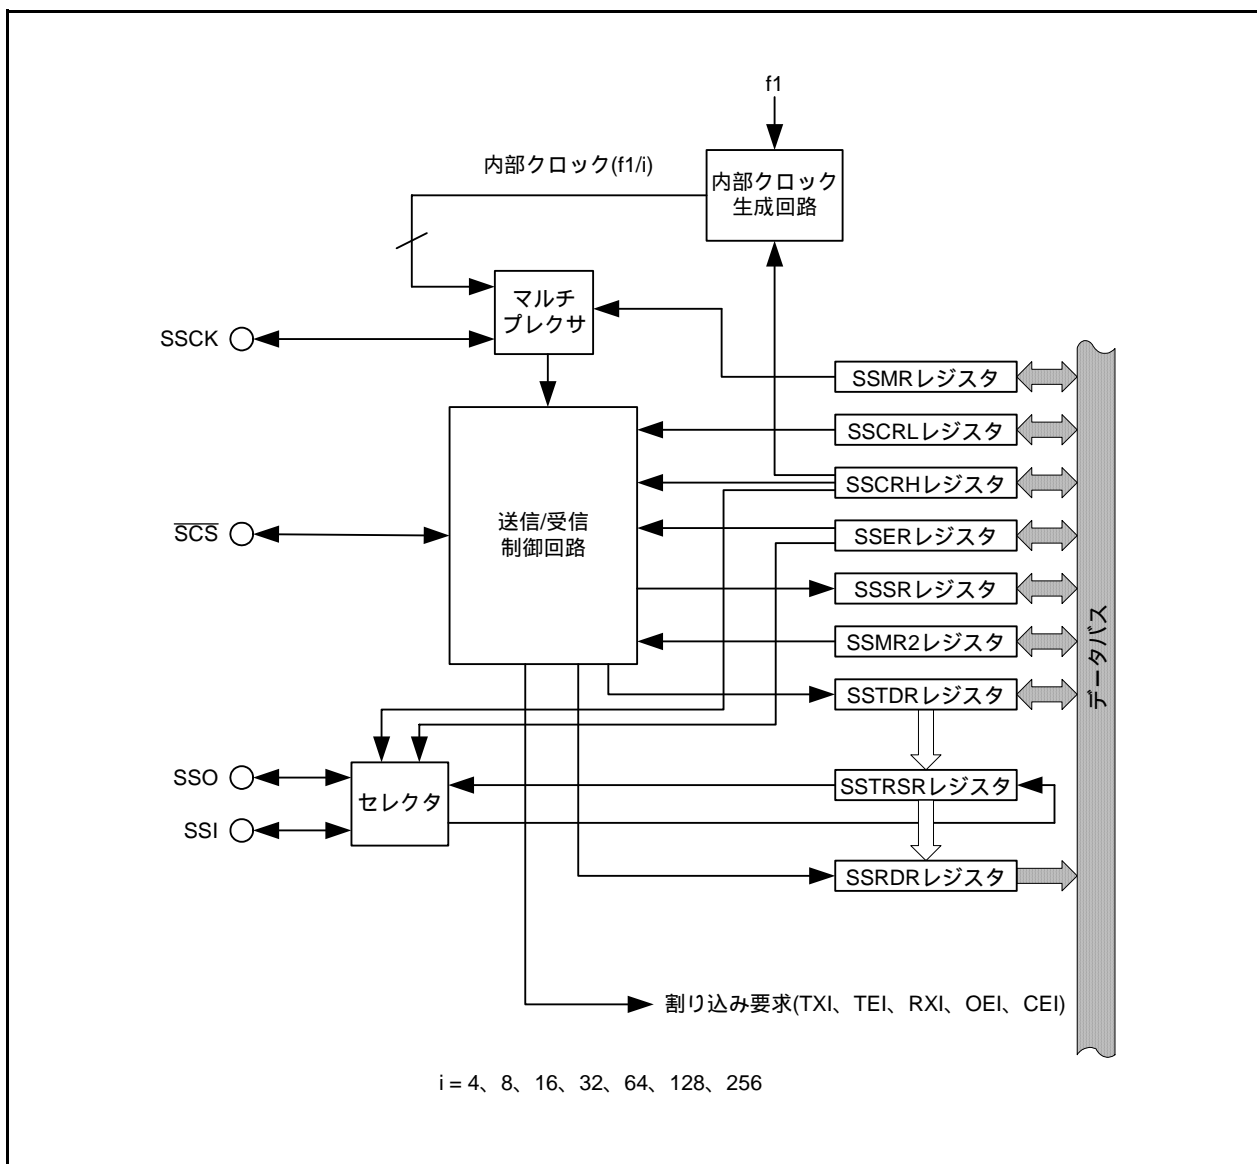 f1
内部クロック(f1/i)
内部クロック
生成回路
マルチ
プレクサ
SSCK
SSMRレジスタ
SSCRLレジスタ
SSCRHレジスタ
送信/受信
制御回路
SCS
SSERレジスタ
SSSRレジスタ
SSMR2レジスタ
データバス
SSTDRレジスタ
SSO
SSTRSRレジスタ
セレクタ
SSI
SSRDRレジスタ
割り込み要求(TXI、TEI、RXI、OEI、CEI)
i = 4、8、16、32、64、128、256